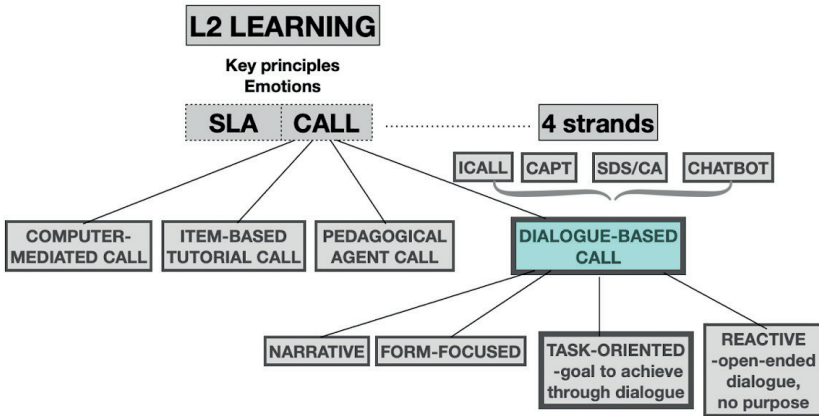 L2 LEARNING
Key principles
Emotions
SLA CALL
4 strands
ICALL CAPT SDS/CA CHATBOT
COMPUTER-
MEDIATED CALL
ITEM-BASED
TUTORIAL CALL
PEDAGOGICAL
AGENT CALL
DIALOGUE-BASED
CALL
NARRATIVE
FORM-FOCUSED
TASK-ORIENTED
-goal to achieve
through dialogue
REACTIVE
-open-ended
dialogue,
no purpose